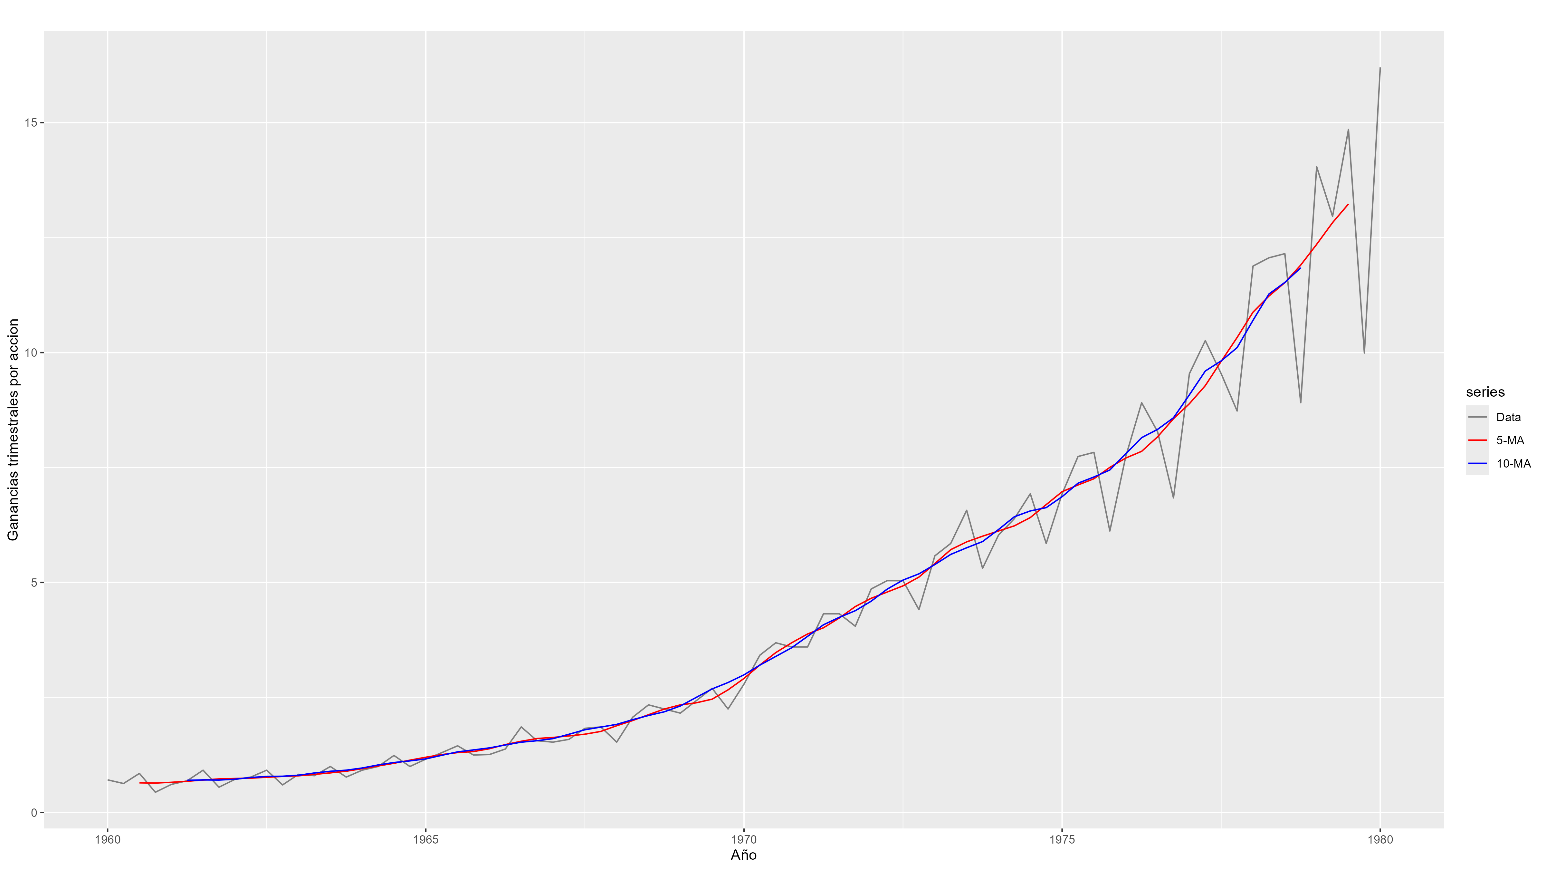 15
10
5
0
Ganancias trimestrales por accion
1960
1965
1970
1975
1980
Año
series
Data
5-MA
10-MA